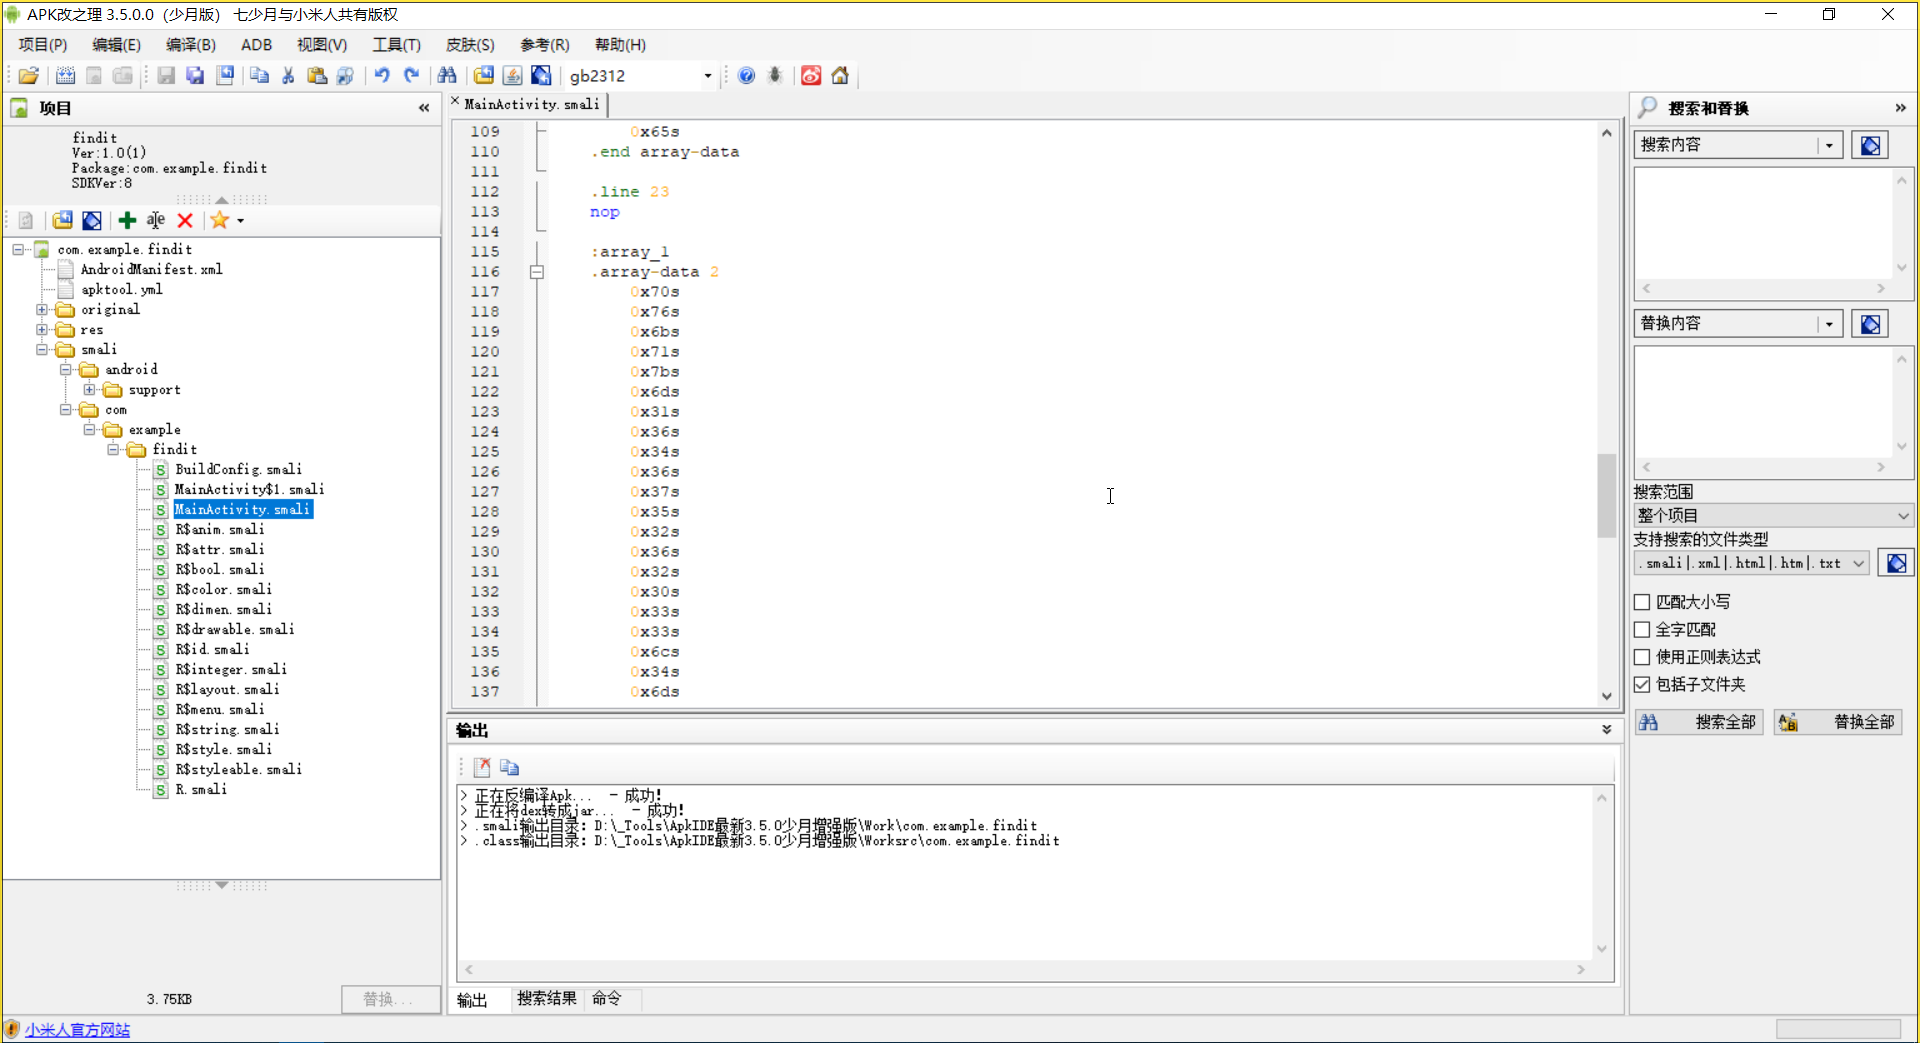 APK改之理 3.5.0.0（少月版） 七少月与小米人共有版权
项目(P) 编辑(E) 编译(B) ADB 视图(V) 工具(T) 皮肤(S) 参考(R) 帮助(H)
gb2312
项目
findit
Ver:1.0(1)
Package:com.example.findit
SDKVer:8
com.example.findit
AndroidManifest.xml
apktool.yml
original
res
smali
android
support
com
example
findit
BuildConfig.smali
MainActivity$1.smali
MainActivity.smali
R$anim.smali
R$attr.smali
R$bool.smali
R$color.smali
R$dimen.smali
R$drawable.smali
R$id.smali
R$integer.smali
R$layout.smali
R$menu.smali
R$string.smali
R$style.smali
R$styleable.smali
R.smali
3.75KB 替换...
小米人官方网站
MainActivity.smali
109 0x65s
110 .end array-data
111
112 .line 23
113 nop
114
115 :array_1
116 .array-data 2
117 0x70s
118 0x76s
119 0x6bs
120 0x71s
121 0x7bs
122 0x6ds
123 0x31s
124 0x36s
125 0x34s
126 0x36s
127 0x37s
128 0x35s
129 0x32s
130 0x36s
131 0x32s
132 0x30s
133 0x33s
134 0x33s
135 0x6cs
136 0x34s
137 0x6ds
输出
> 正在反编译Apk... - 成功!
> 正在将dex转成jar... - 成功!
> .smali输出目录: D:\_Tools\ApkIDE最新3.5.0少月增强版\Work\com.example.findit
> .class输出目录: D:\_Tools\ApkIDE最新3.5.0少月增强版\Worksrc\com.example.findit
输出 搜索结果 命令
搜索和替换
搜索内容
替换内容
搜索范围
整个项目
支持搜索的文件类型
.smali|.xml|.html|.htm|.txt
匹配大小写
全字匹配
使用正则表达式
包括子文件夹
搜索全部 替换全部